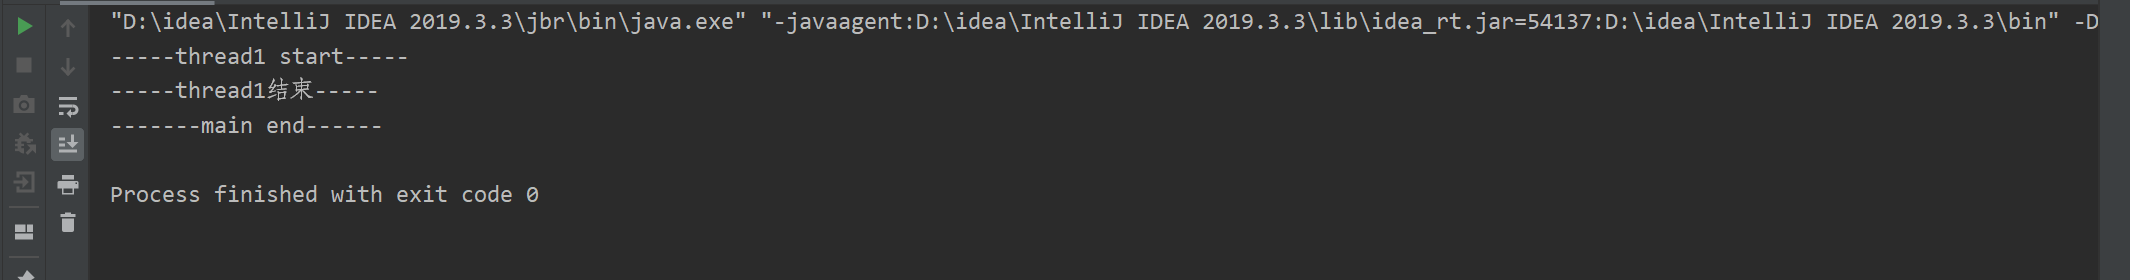 "D:\idea\IntelliJ IDEA 2019.3.3\jbr\bin\java.exe" "-javaagent:D:\idea\IntelliJ IDEA 2019.3.3\lib\idea_rt.jar=54137:D:\idea\IntelliJ IDEA 2019.3.3\bin" -D
-----thread1 start-----
-----thread1结束-----
-------main end------
Process finished with exit code 0